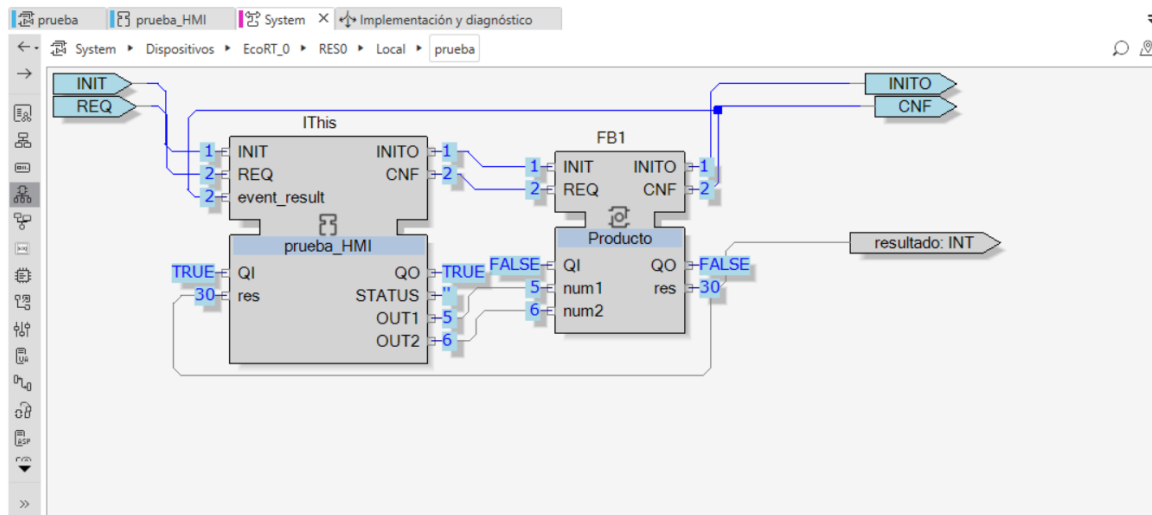 prueba
prueba_HMI
System
Implementación y diagnóstico
System
Dispositivos
EcoRT_0
RES0
Local
prueba
INIT
REQ
INITO
CNF
IThis
1 INIT INITO 1
2 REQ CNF 2
2 event_result
prueba_HMI
TRUE QI QO TRUE
30 res STATUS ''
OUT1 5
OUT2 6
FB1
1 INIT INITO 1
2 REQ CNF 2
Producto
FALSE QI QO FALSE
5 num1 res 30
6 num2
resultado: INT